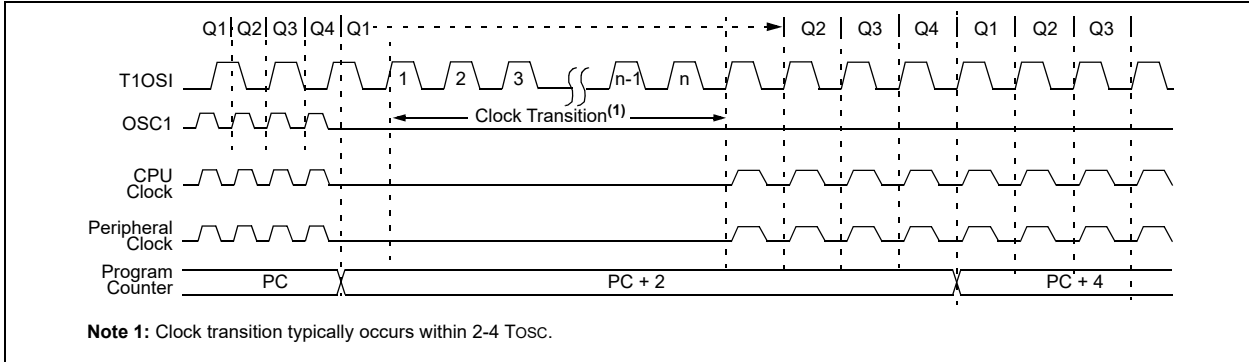 Q1 Q2 Q3 Q4 Q1 Q2 Q3 Q4 Q1 Q2 Q3
T1OSI 1 2 3 n-1 n
Clock Transition(1)
OSC1
CPU
Clock
Peripheral
Clock
Program
Counter
PC PC + 2 PC + 4
Note 1: Clock transition typically occurs within 2-4 TOSC.